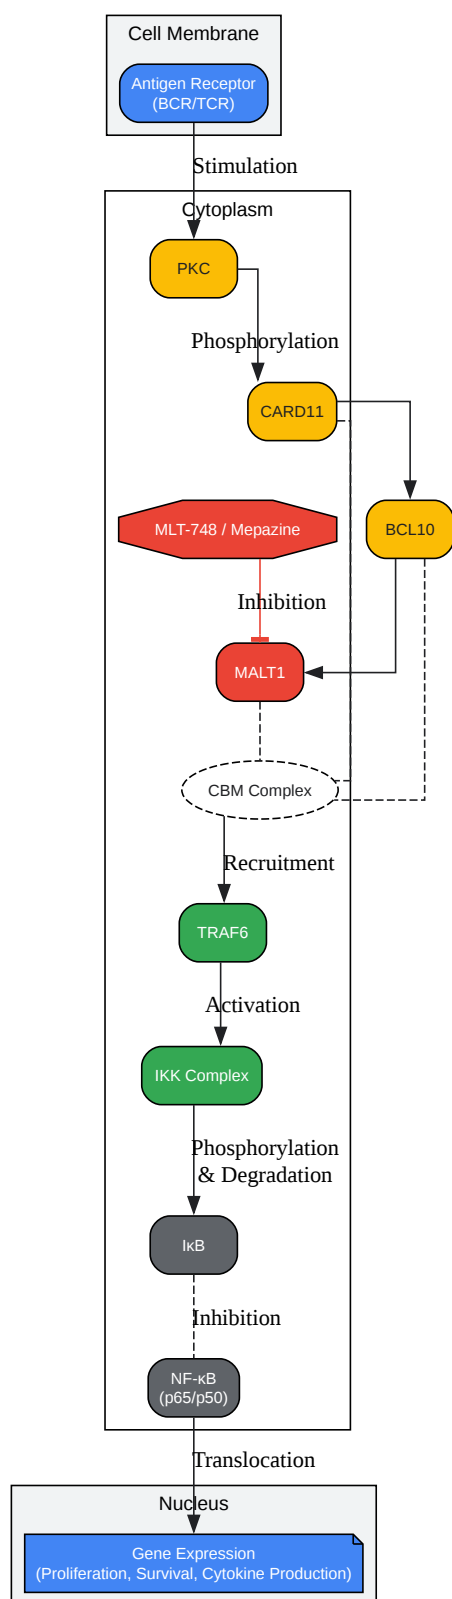 Cell Membrane
Antigen Receptor
(BCR/TCR)
Stimulation
Cytoplasm
PKC
Phosphorylation
CARD11
MLT-748 / Mepazine
BCL10
Inhibition
MALT1
CBM Complex
Recruitment
TRAF6
Activation
IKK Complex
Phosphorylation
& Degradation
IκB
Inhibition
NF-κB
(p65/p50)
Translocation
Nucleus
Gene Expression
(Proliferation, Survival, Cytokine Production)